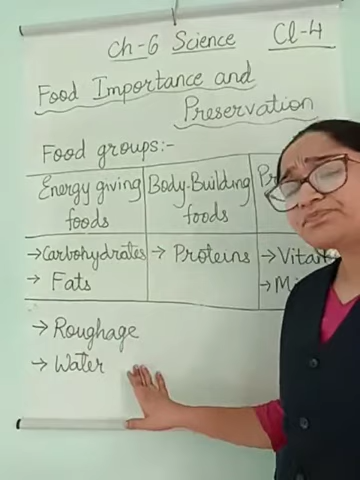 Ch-6 Science Cl-4
Food Importance and
Preservation
Food groups:-
Energy giving foods
Body-Building foods
→Carbohydrates
→ Fats
→ Proteins
→ Roughage
→ Water